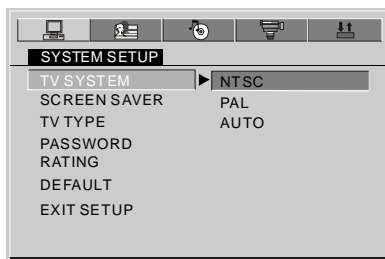 SYSTEM SETUP
TV SYSTEM
NTSC
SCREEN SAVER
PAL
TV TYPE
AUTO
PASSWORD
RATING
DEFAULT
EXIT SETUP